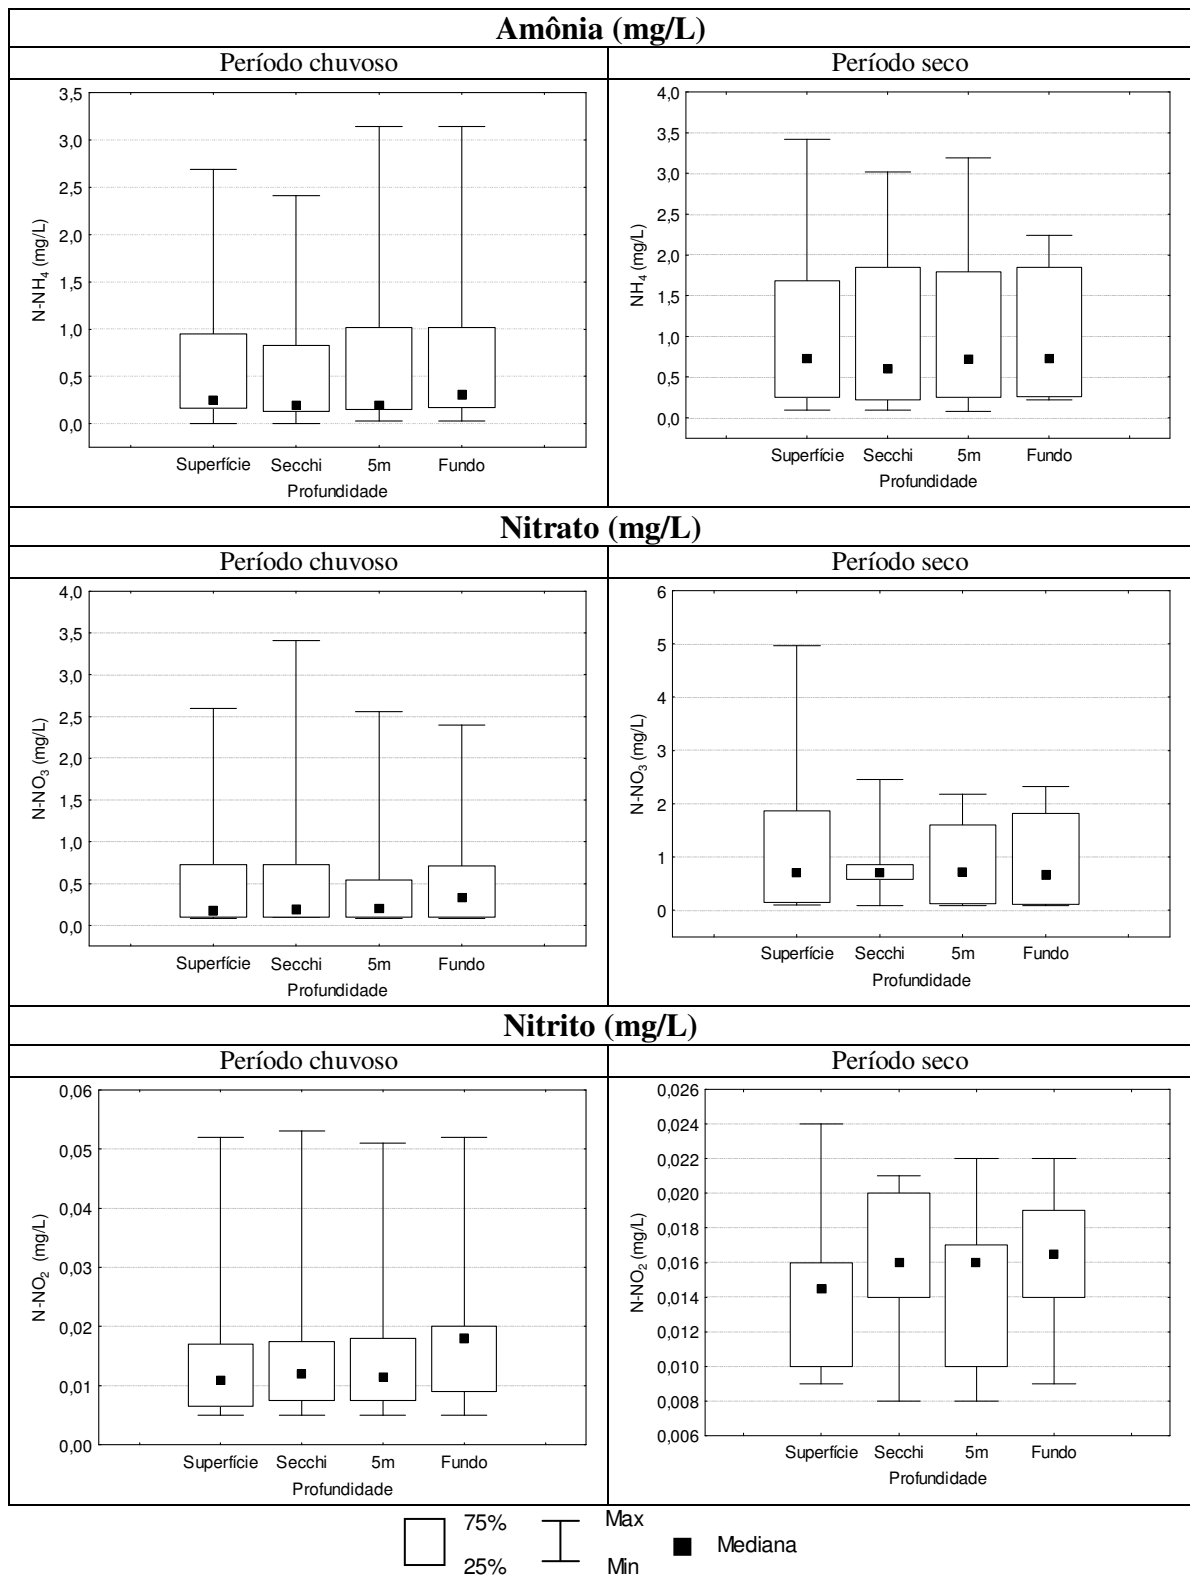 Amônia (mg/L)
Período chuvoso
Período seco
3,5
3,0
2,5
2,0
1,5
1,0
0,5
0,0
N-NH4 (mg/L)
Superfície Secchi 5m Fundo
Profundidade
4,0
3,5
3,0
2,5
2,0
1,5
1,0
0,5
0,0
NH4 (mg/L)
Superfície Secchi 5m Fundo
Profundidade
Nitrato (mg/L)
Período chuvoso
Período seco
4,0
3,5
3,0
2,5
2,0
1,5
1,0
0,5
0,0
N-NO3 (mg/L)
Superfície Secchi 5m Fundo
Profundidade
6
5
4
3
2
1
0
N-NO3 (mg/L)
Superfície Secchi 5m Fundo
Profundidade
Nitrito (mg/L)
Período chuvoso
Período seco
0,06
0,05
0,04
0,03
0,02
0,01
0,00
N-NO2 (mg/L)
Superfície Secchi 5m Fundo
Profundidade
0,026
0,024
0,022
0,020
0,018
0,016
0,014
0,012
0,010
0,008
0,006
N-NO2 (mg/L)
Superfície Secchi 5m Fundo
Profundidade
75%
25%
Max
Min
Mediana